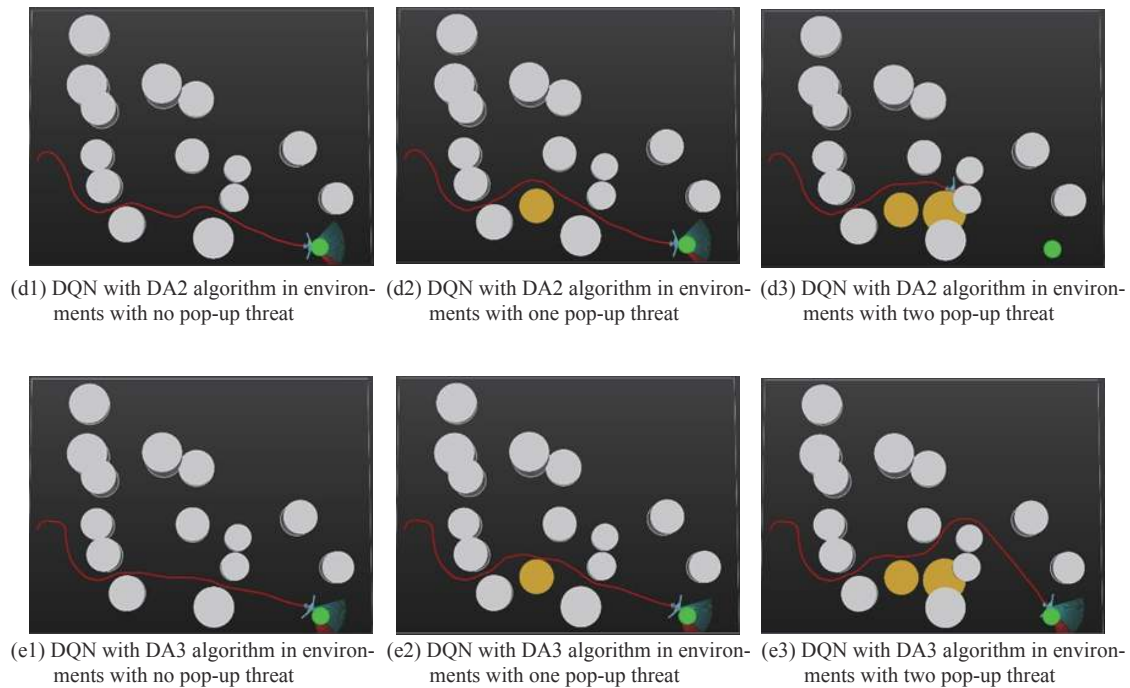 (d1) DQN with DA2 algorithm in environ-
ments with no pop-up threat
(d2) DQN with DA2 algorithm in environ-
ments with one pop-up threat
(d3) DQN with DA2 algorithm in environ-
ments with two pop-up threat
(e1) DQN with DA3 algorithm in environ-
ments with no pop-up threat
(e2) DQN with DA3 algorithm in environ-
ments with one pop-up threat
(e3) DQN with DA3 algorithm in environ-
ments with two pop-up threat